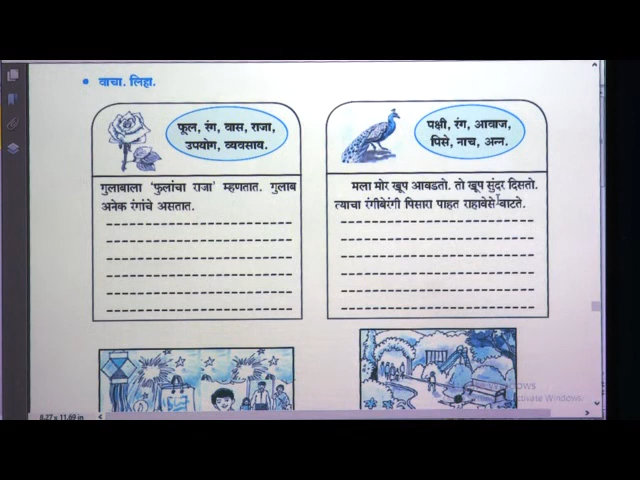 वाचा. लिहा.
फूल, रंग, वास, राजा,
उपयोग, व्यवसाय.
गुलाबाला 'फुलांचा राजा' म्हणतात. गुलाब
अनेक रंगांचे असतात.
पक्षी, रंग, आवाज,
पिसे, नाच, अन्न.
मला मोर खूप आवडतो. तो खूप सुंदर दिसतो.
त्याचा रंगीबेरंगी पिसारा पाहत राहावेसे वाटते.
8.27 x 11.69 in